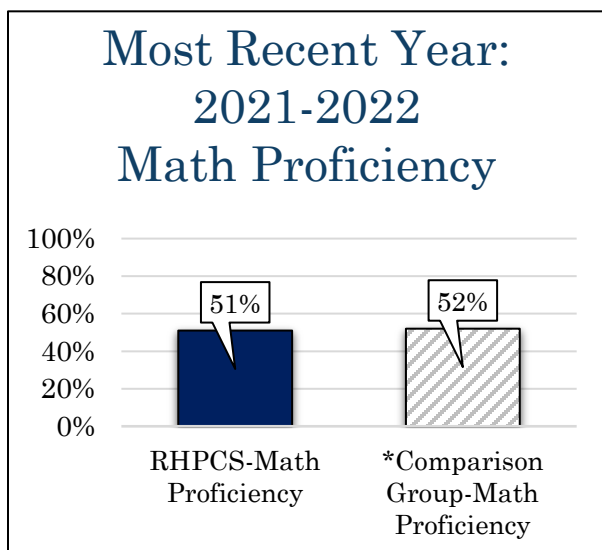 Most Recent Year:
2021-2022
Math Proficiency
100%
80%
60%
40%
20%
0%
51%
52%
RHPCS-Math
Proficiency
*Comparison
Group-Math
Proficiency